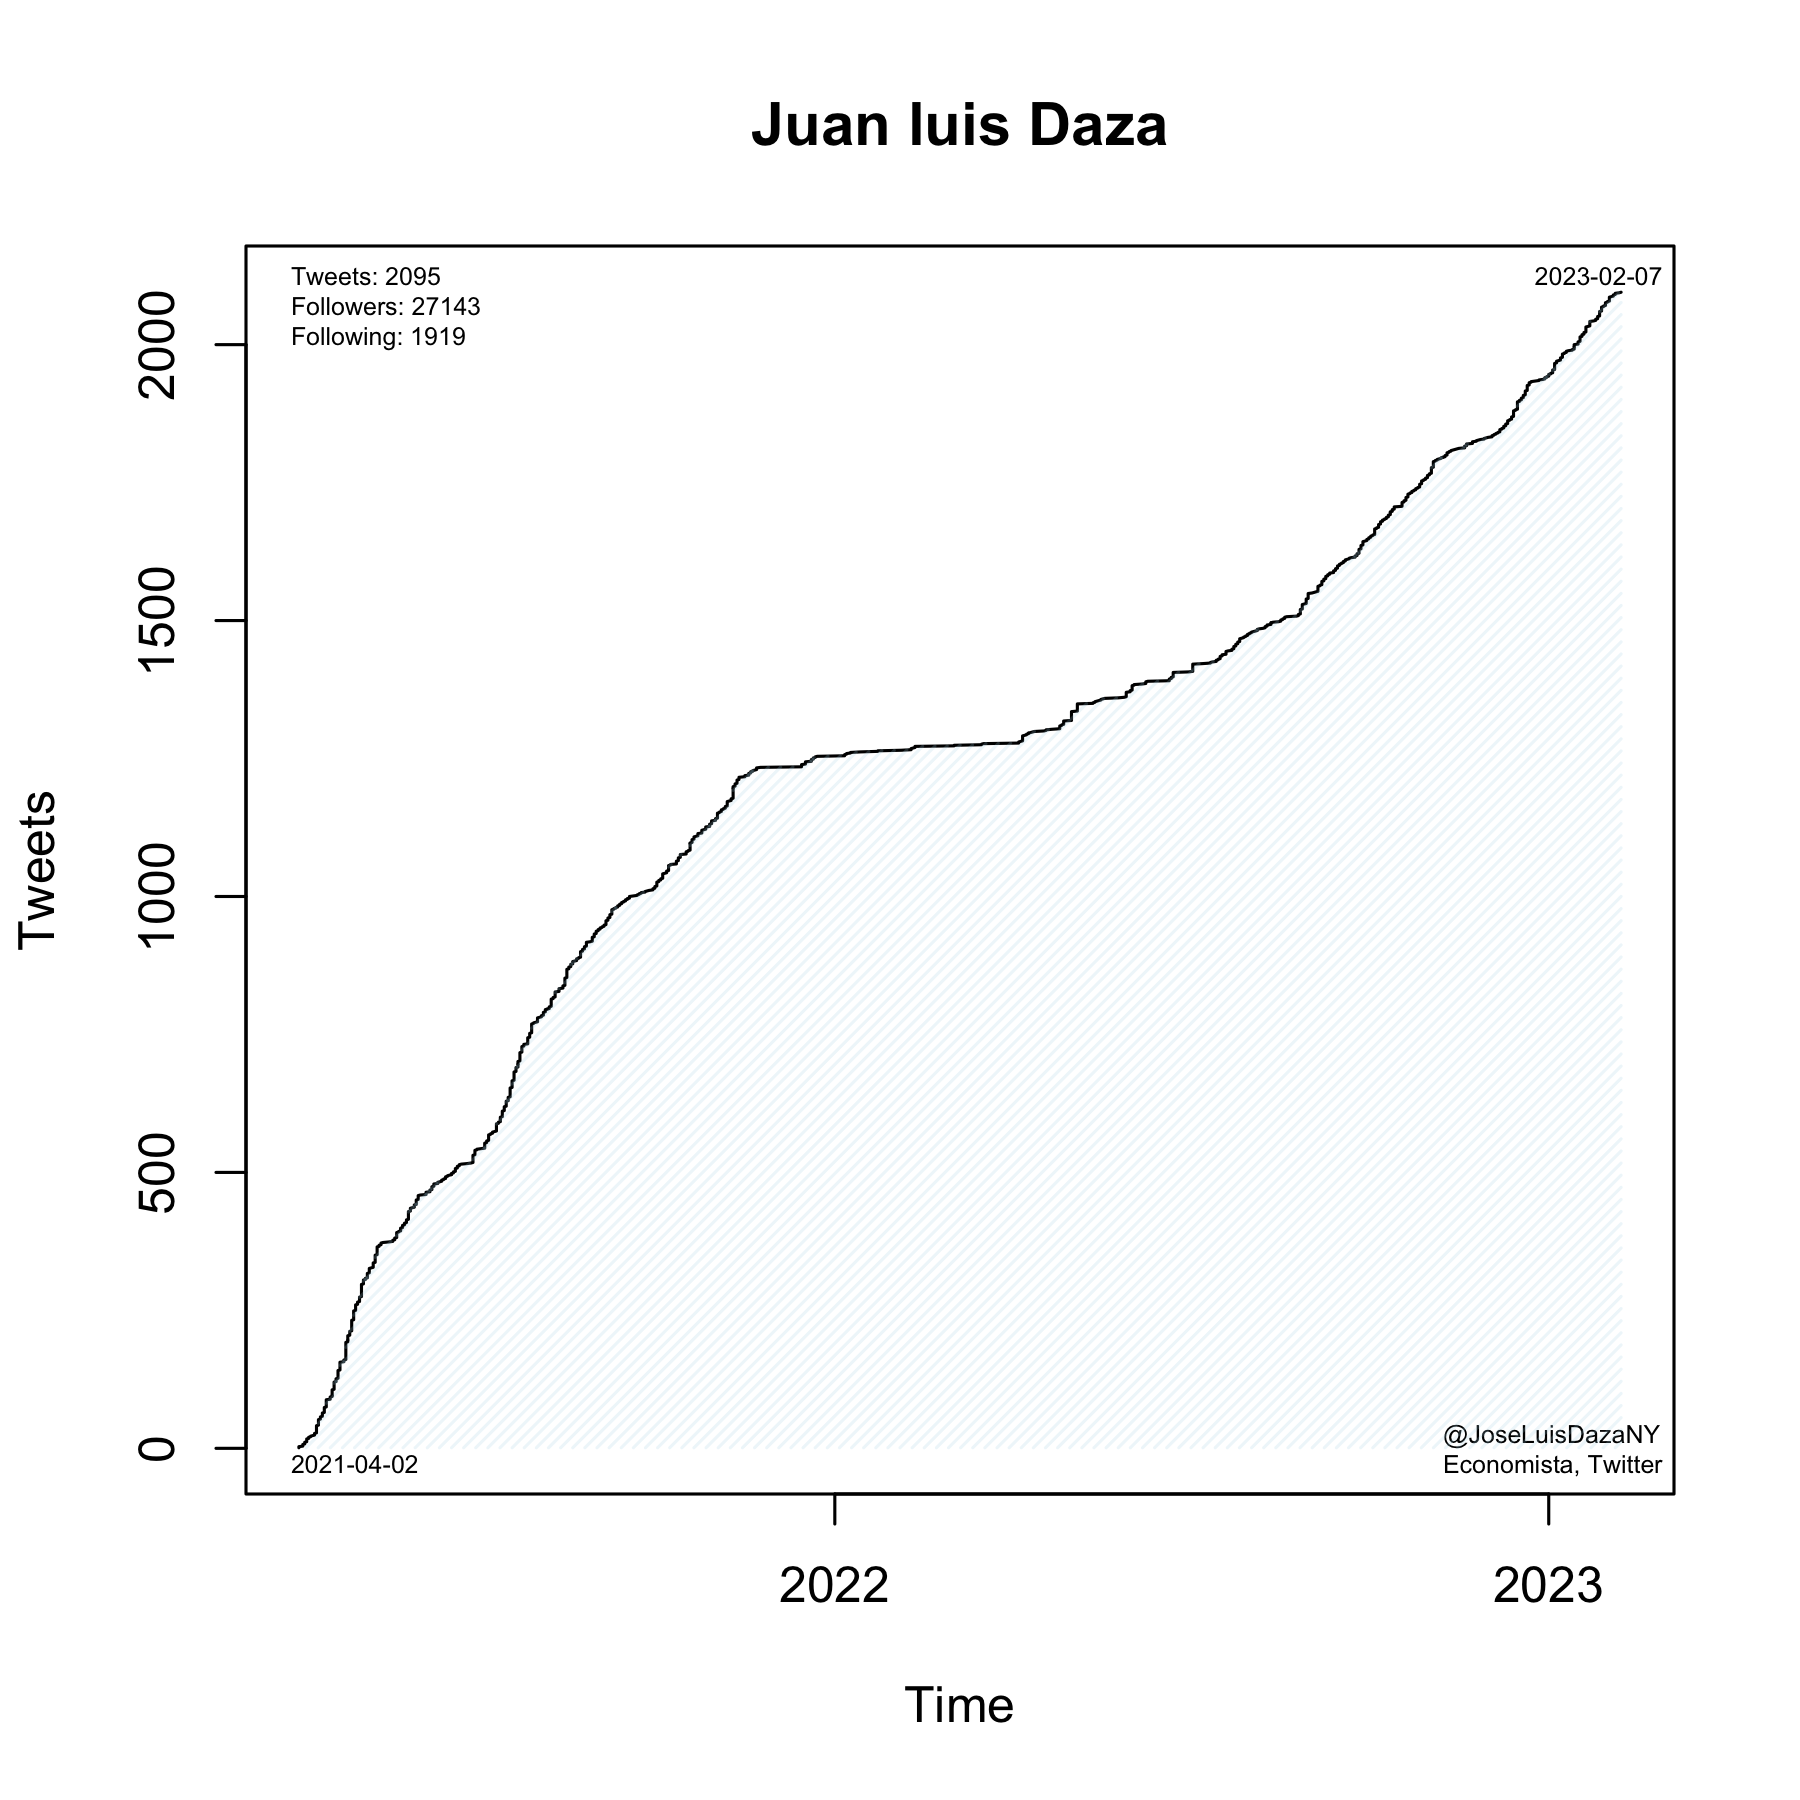 Juan luis Daza
Tweets: 2095
Followers: 27143
Following: 1919
2023-02-07
2000
1500
1000
500
0
Tweets
2021-04-02
@JoseLuisDazaNY
Economista, Twitter
2022
2023
Time